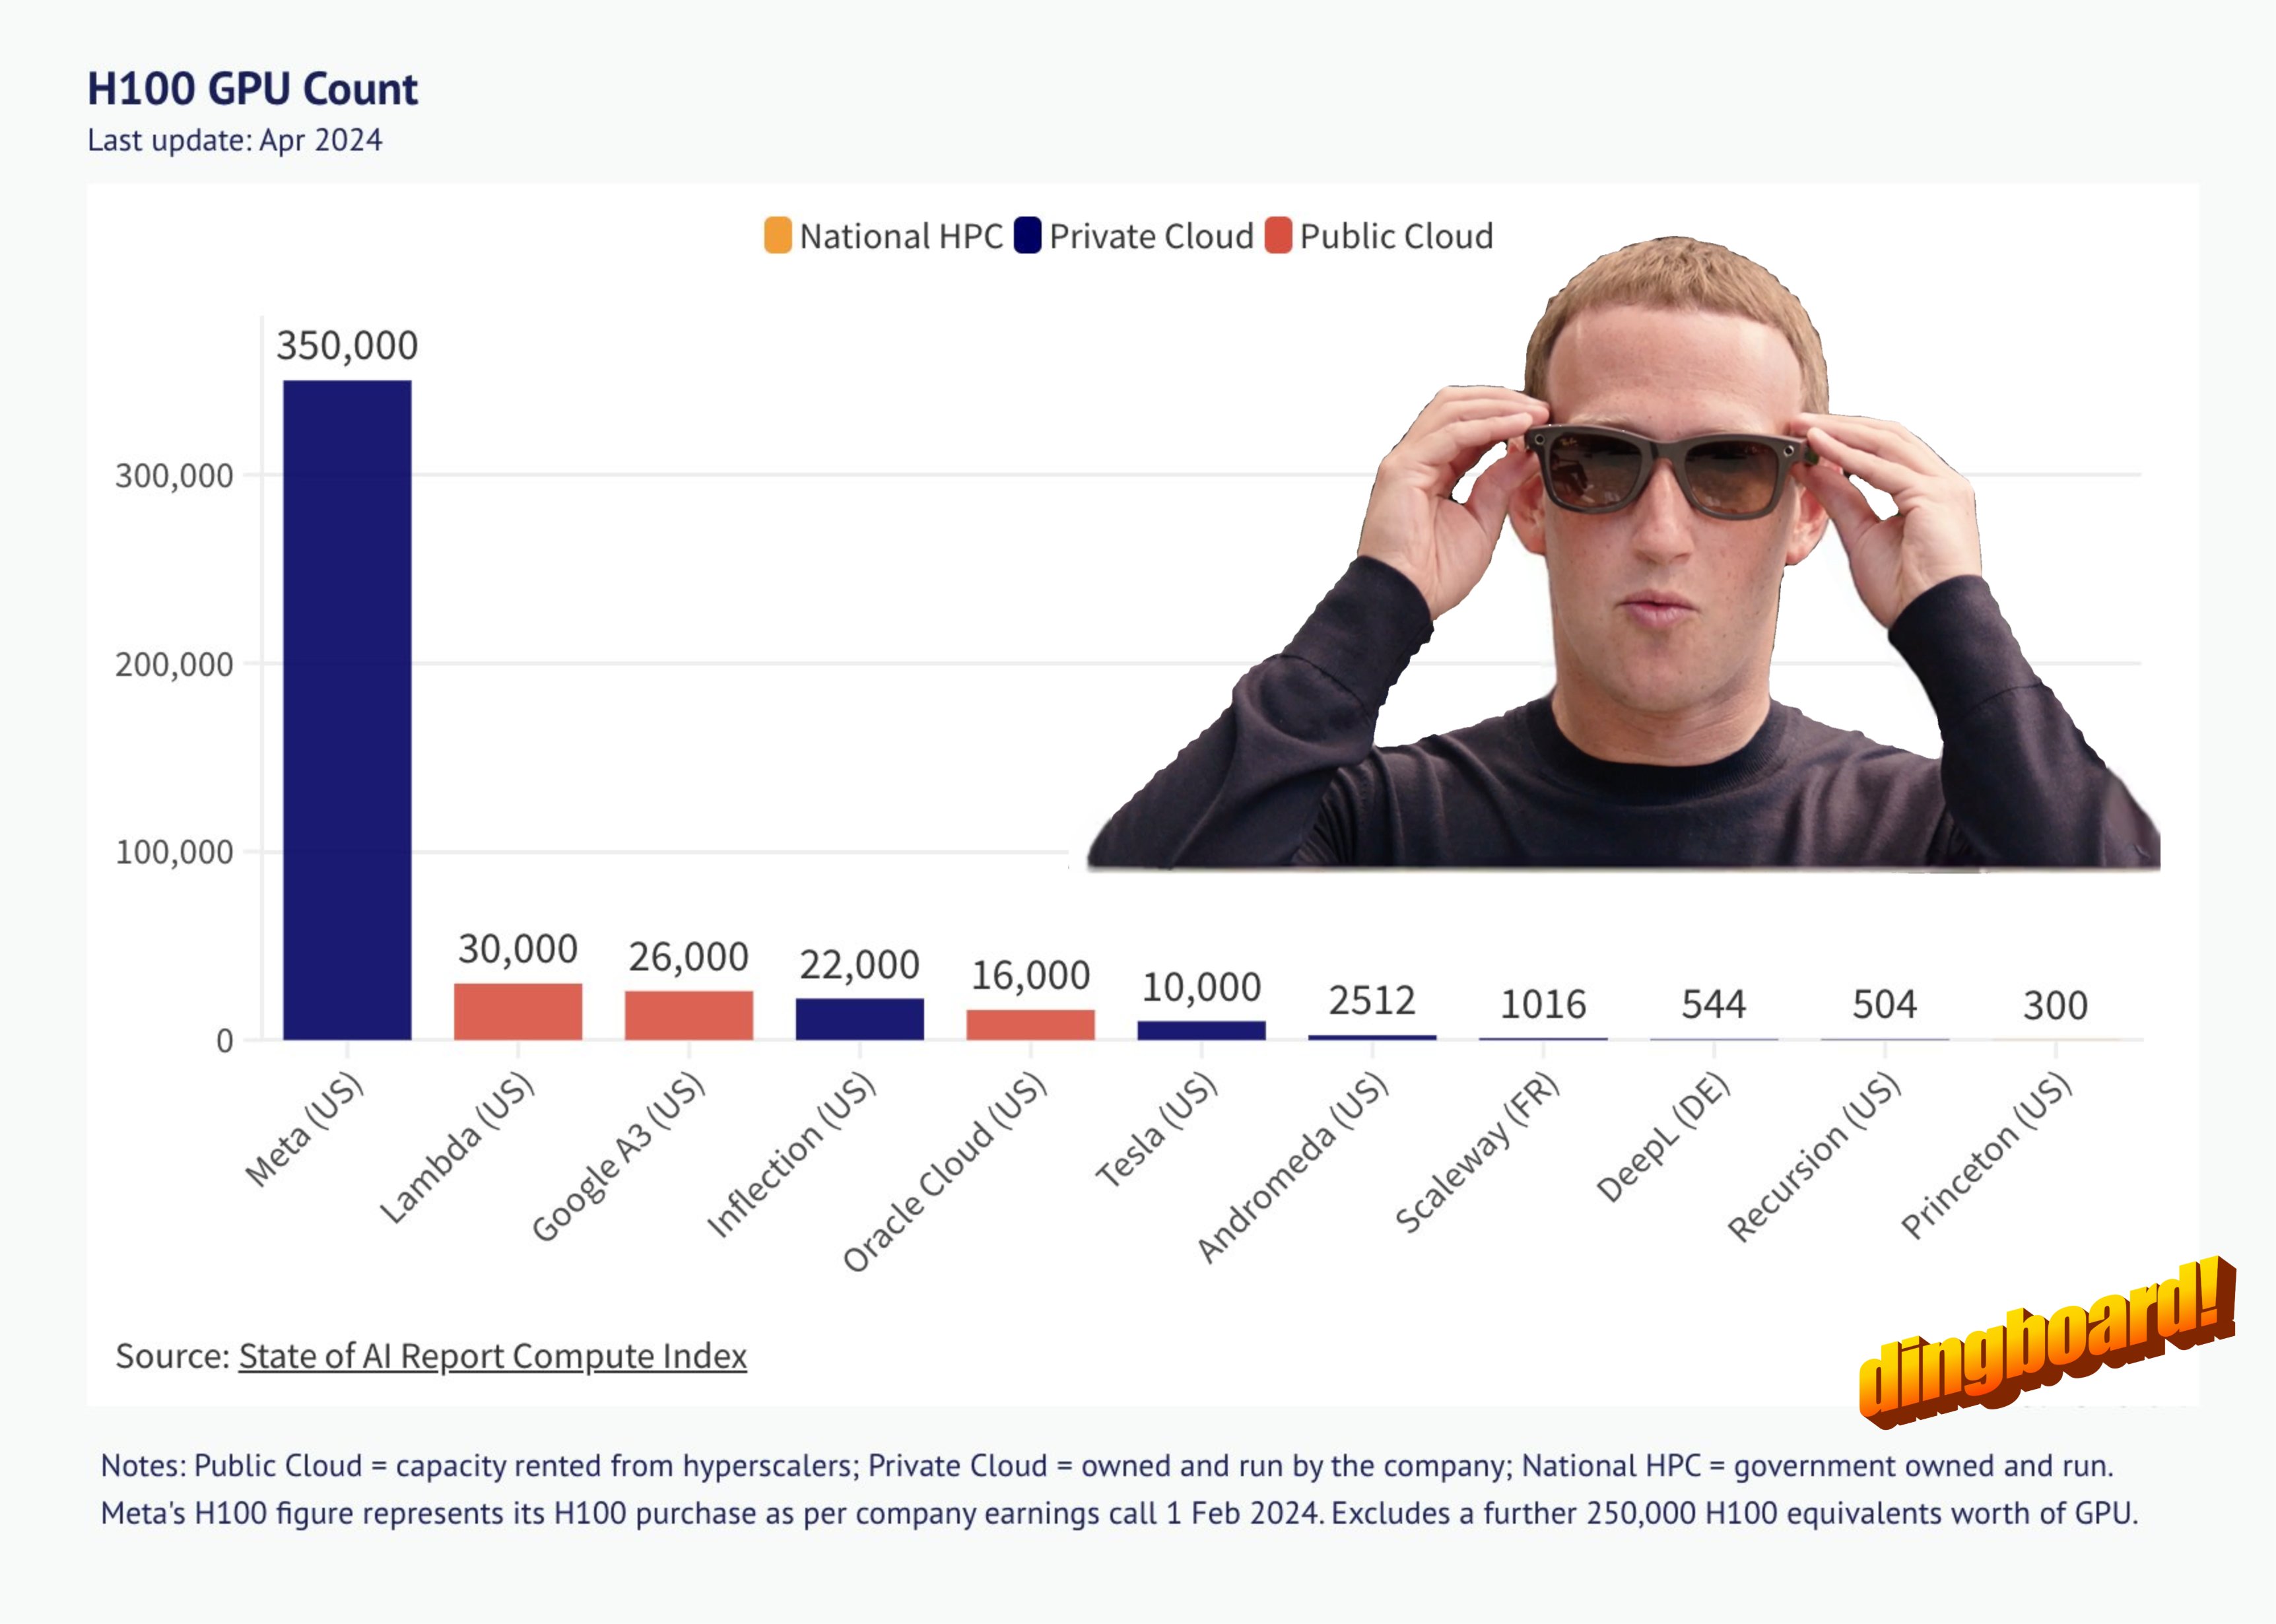 H100 GPU Count
Last update: Apr 2024
National HPC Private Cloud Public Cloud
350,000
300,000
200,000
100,000
0
30,000
26,000
22,000
16,000
10,000
2512
1016
544
504
300
Meta (US)
Lambda (US)
Google A3 (US)
Inflection (US)
Oracle Cloud (US)
Tesla (US)
Andromeda (US)
Scaleway (FR)
DeepL (DE)
Recursion (US)
Princeton (US)
dingboard!
Source: State of AI Report Compute Index
Notes: Public Cloud = capacity rented from hyperscalers; Private Cloud = owned and run by the company; National HPC = government owned and run.
Meta's H100 figure represents its H100 purchase as per company earnings call 1 Feb 2024. Excludes a further 250,000 H100 equivalents worth of GPU.